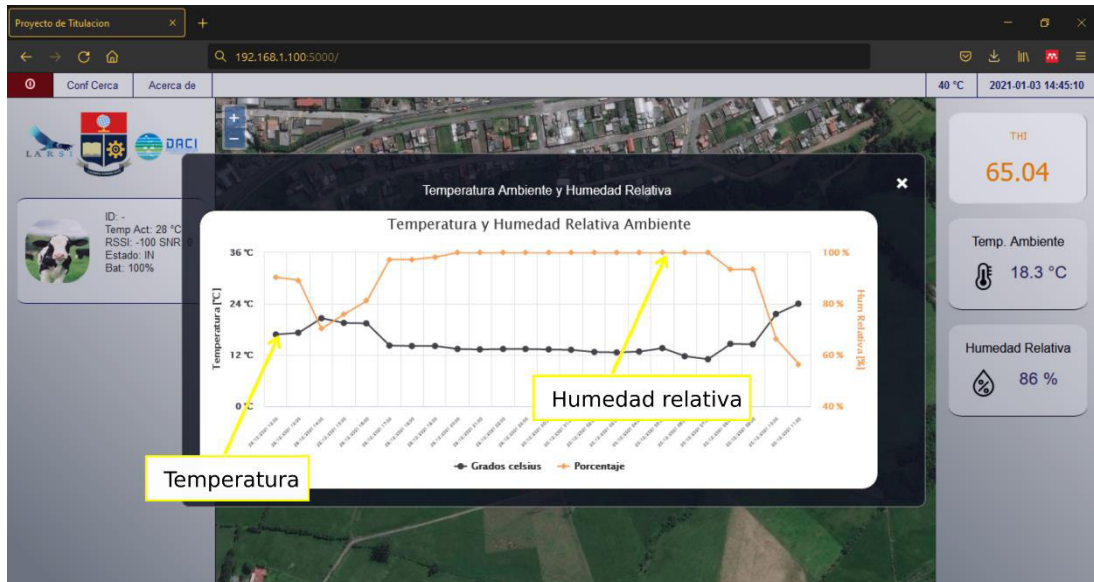 Proyecto de Titulacion
192.168.1.100:5000/
Conf Cerca
Acerca de
40 °C
2021-01-03 14:45:10
LARSI
DACI
ID: -
Temp Act: 28 °C
RSSI: -100 SNR: 0
Estado: IN
Bat: 100%
Temperatura Ambiente y Humedad Relativa
Temperatura y Humedad Relativa Ambiente
36 °C
24 °C
12 °C
0 °C
Temperatura [°C]
100 %
80 %
60 %
40 %
Hum Relativa [%]
Humedad relativa
Temperatura
Grados celsius
Porcentaje
THI
65.04
Temp. Ambiente
18.3 °C
Humedad Relativa
86 %